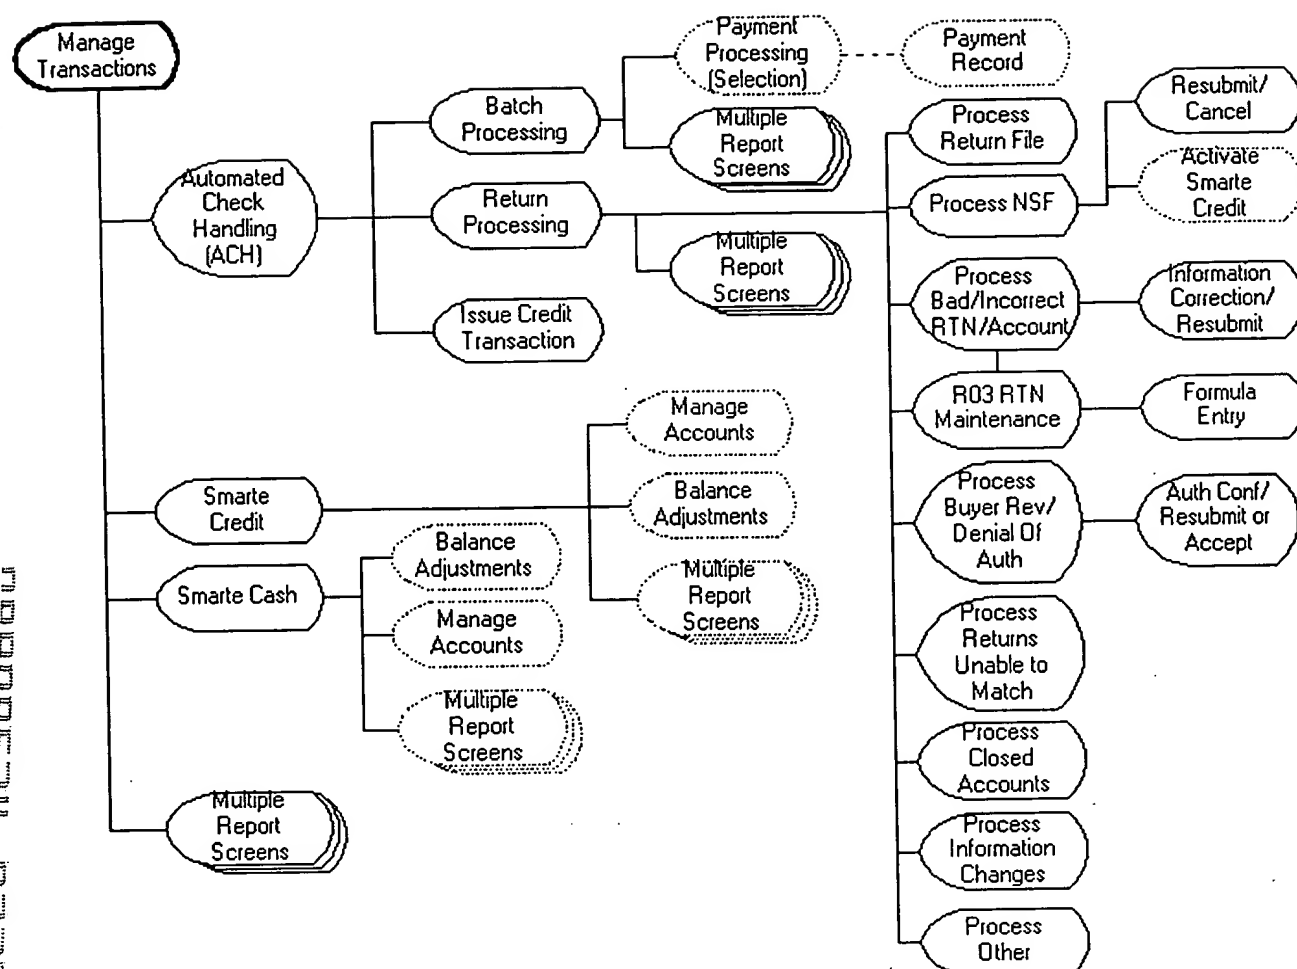 Manage
Transactions
Automated
Check
Handling
(ACH)
Batch
Processing
Payment
Processing
(Selection)
Payment
Record
Multiple
Report
Screens
Return
Processing
Multiple
Report
Screens
Issue Credit
Transaction
Process
Return File
Process NSF
Resubmit/
Cancel
Activate
Smarte
Credit
Process
Bad/Incorrect
RTN/Account
Information
Correction/
Resubmit
R03 RTN
Maintenance
Formula
Entry
Process
Buyer Rev/
Denial Of
Auth
Auth Conf/
Resubmit or
Accept
Process
Returns
Unable to
Match
Process
Closed
Accounts
Process
Information
Changes
Process
Other
Smarte
Credit
Manage
Accounts
Balance
Adjustments
Multiple
Report
Screens
Smarte Cash
Balance
Adjustments
Manage
Accounts
Multiple
Report
Screens
Multiple
Report
Screens